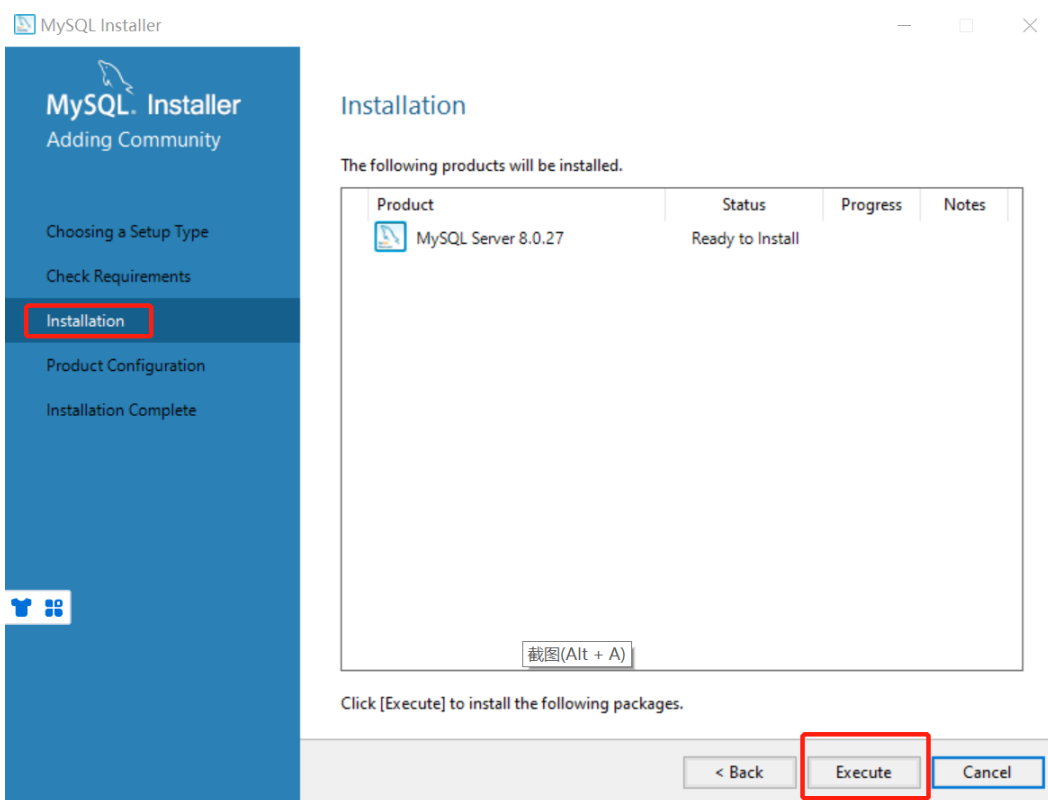 MySQL Installer
MySQL. Installer
Adding Community
Choosing a Setup Type
Check Requirements
Installation
Product Configuration
Installation Complete
Installation
The following products will be installed.
Product Status Progress Notes
MySQL Server 8.0.27 Ready to Install
截图(Alt + A)
Click [Execute] to install the following packages.
< Back Execute Cancel